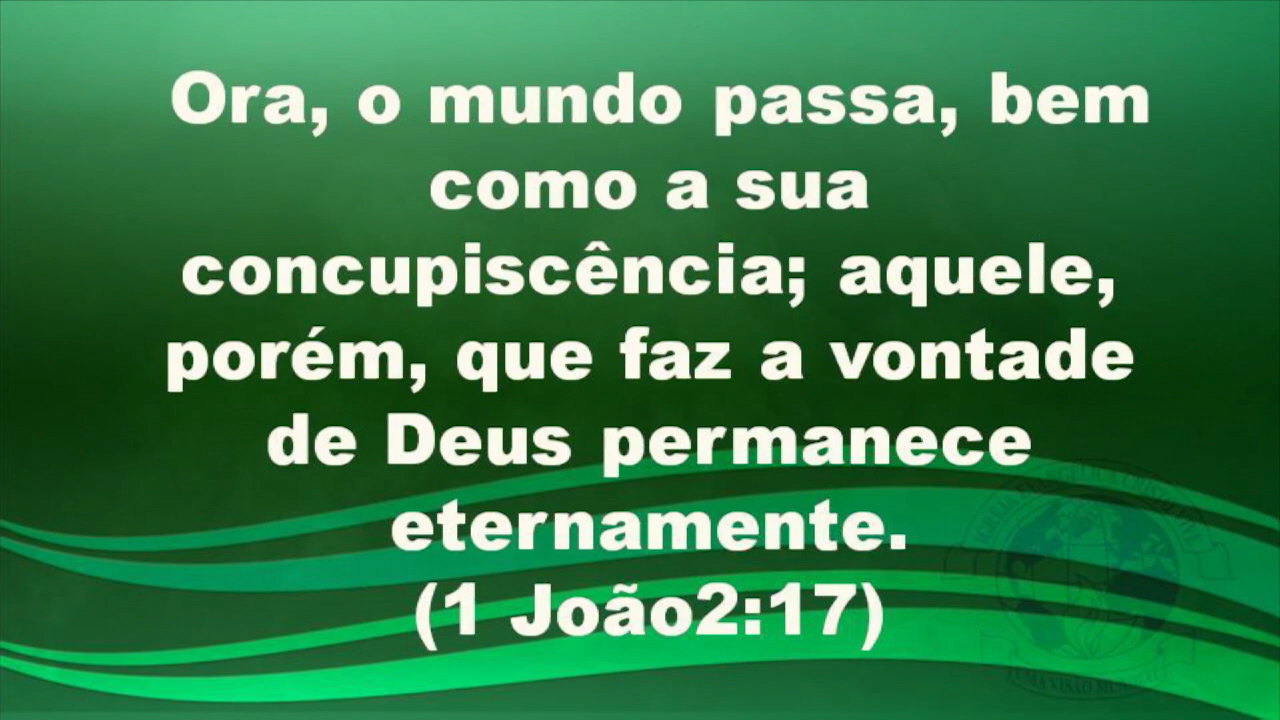 Ora, o mundo passa, bem
como a sua
concupiscência; aquele,
porém, que faz a vontade
de Deus permanece
eternamente.
(1 João2:17)